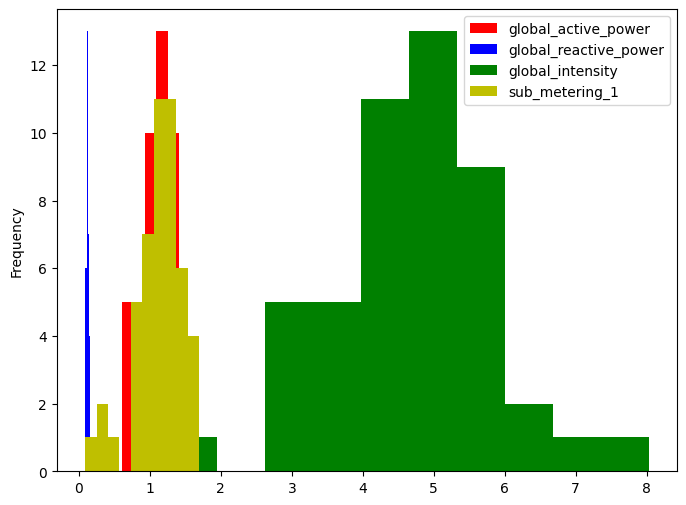 global_active_power
global_reactive_power
global_intensity
sub_metering_1
Frequency
12
10
8
6
4
2
0
0 1 2 3 4 5 6 7 8